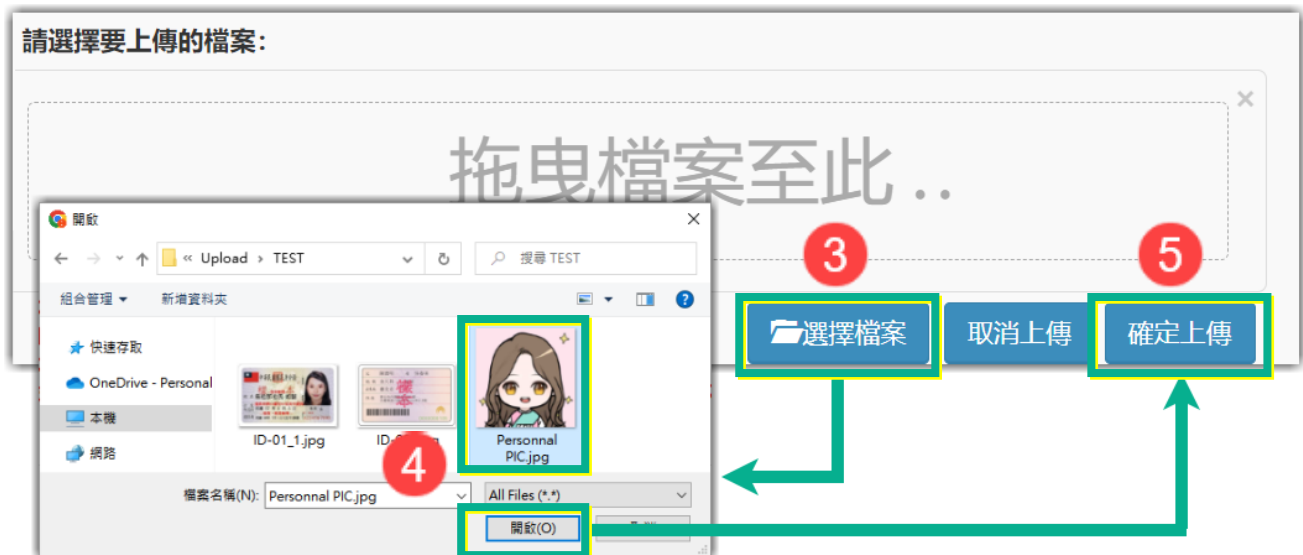 請選擇要上傳的檔案:
拖曳檔案至此 ..
開啟
« Upload › TEST
搜尋 TEST
組合管理
新增資料夾
快速存取
OneDrive - Personal
本機
網路
ID-01_1.jpg
Personnal
PIC.jpg
檔案名稱(N):
Personnal PIC.jpg
All Files (*.*)
開啟(O)
3
選擇檔案
取消上傳
5
確定上傳
4